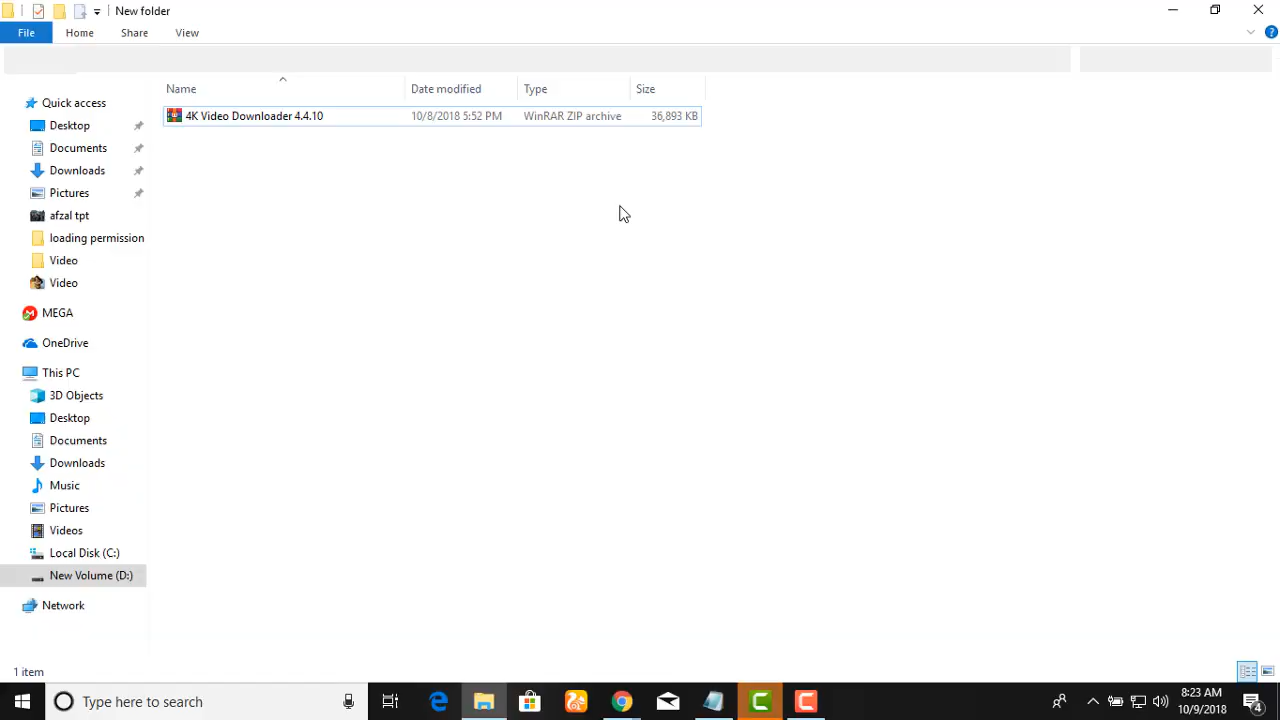 New folder
File Home Share View
Name Date modified Type Size
4K Video Downloader 4.4.10 10/8/2018 5:52 PM WinRAR ZIP archive 36,893 KB
Quick access
Desktop
Documents
Downloads
Pictures
afzal tpt
loading permission
Video
Video
MEGA
OneDrive
This PC
3D Objects
Desktop
Documents
Downloads
Music
Pictures
Videos
Local Disk (C:)
New Volume (D:)
Network
1 item
Type here to search
8:23 AM
10/9/2018
4